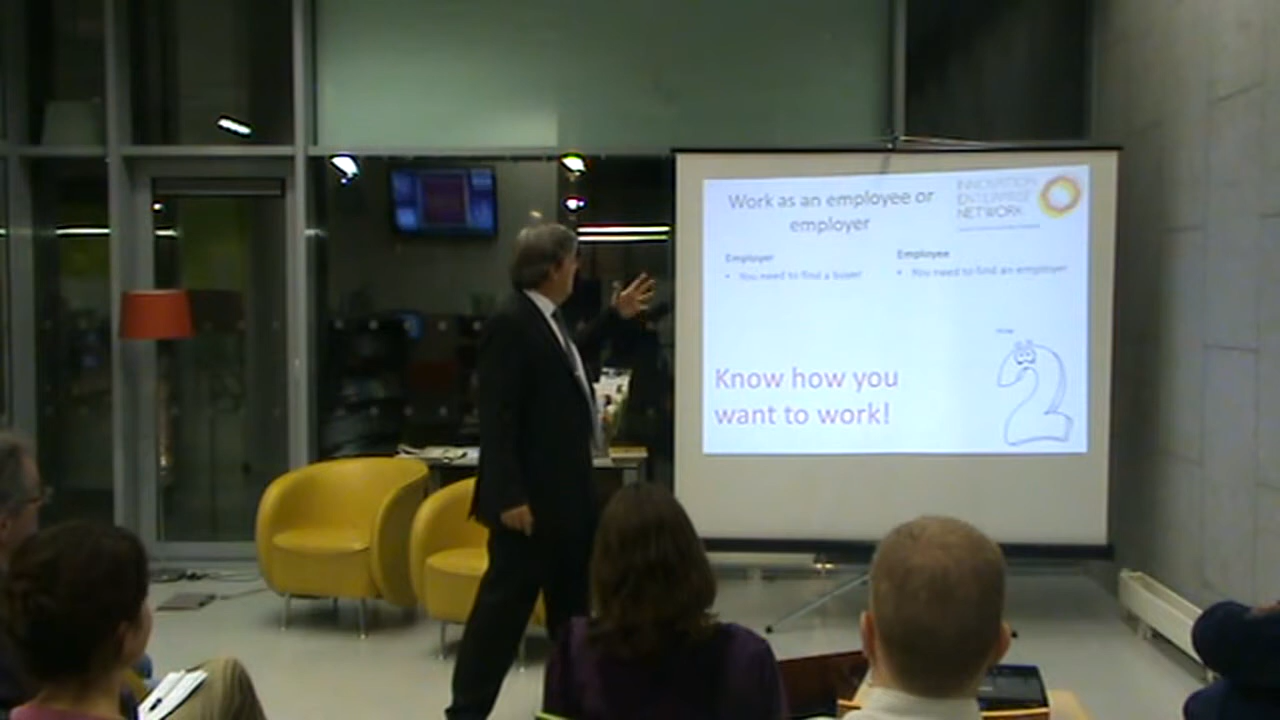 Work as an employee or
employer
INNOVATION
ENTERPRISE
NETWORK
Employer
• You need to find a buyer
Employee
• You need to find an employer
Know how you
want to work!